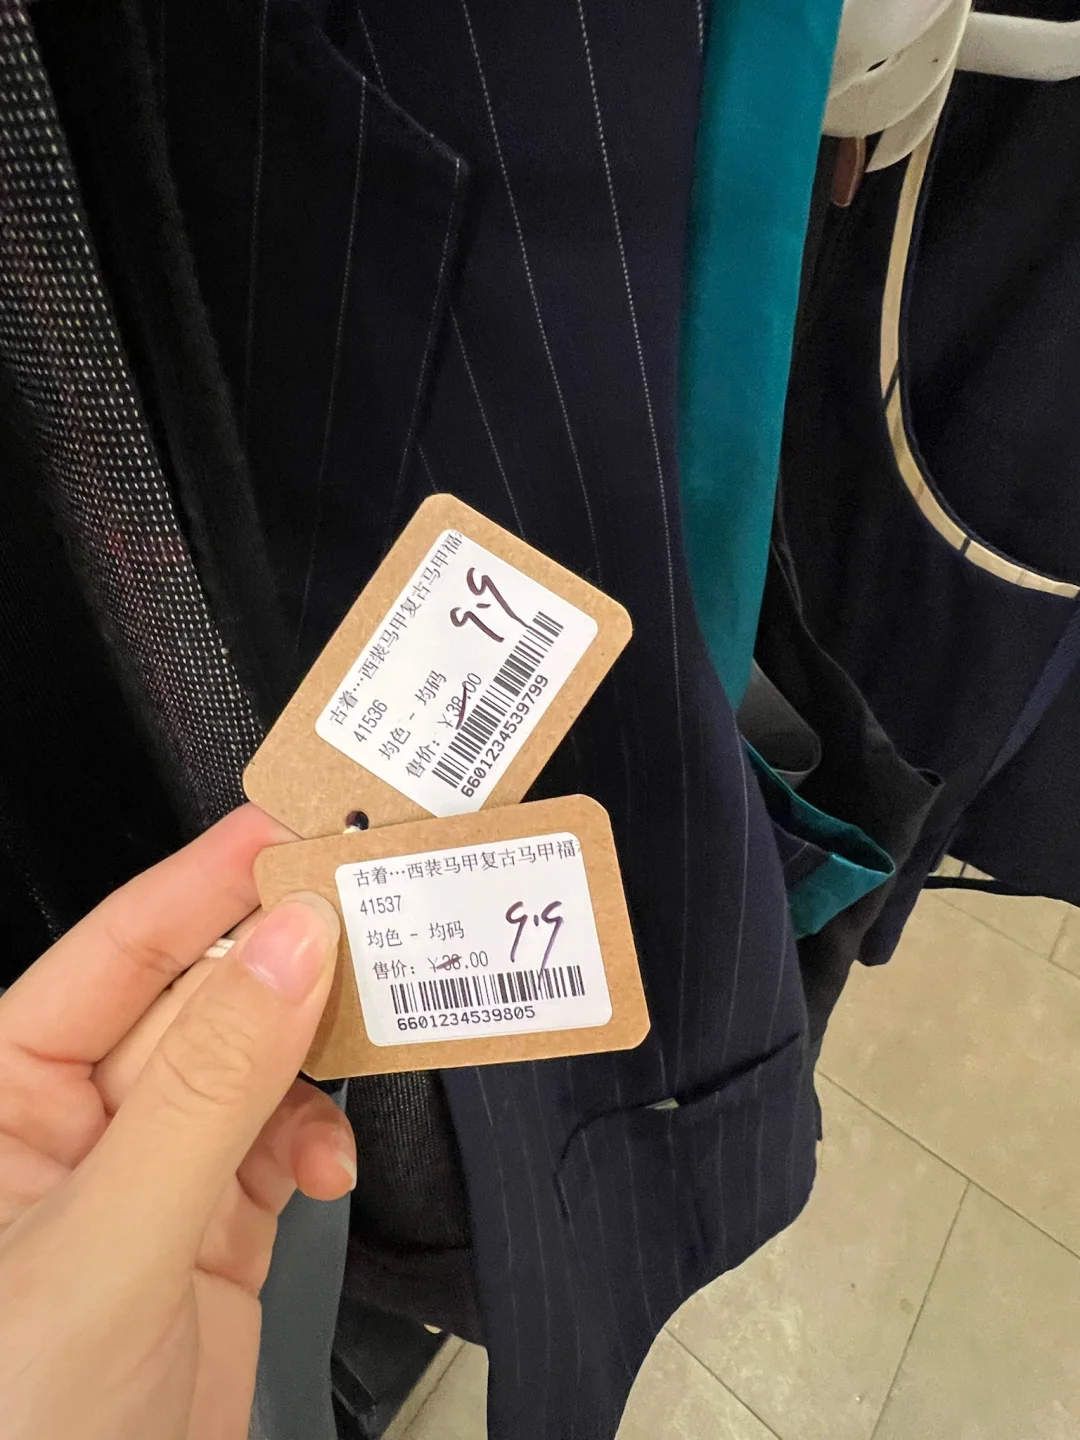 古着…西装马甲复古马甲福
41536
均色 - 均码
售价: ¥38.00
9.9
6601234539799
古着…西装马甲复古马甲福
41537
均色 - 均码
售价: ¥38.00
9.9
6601234539805